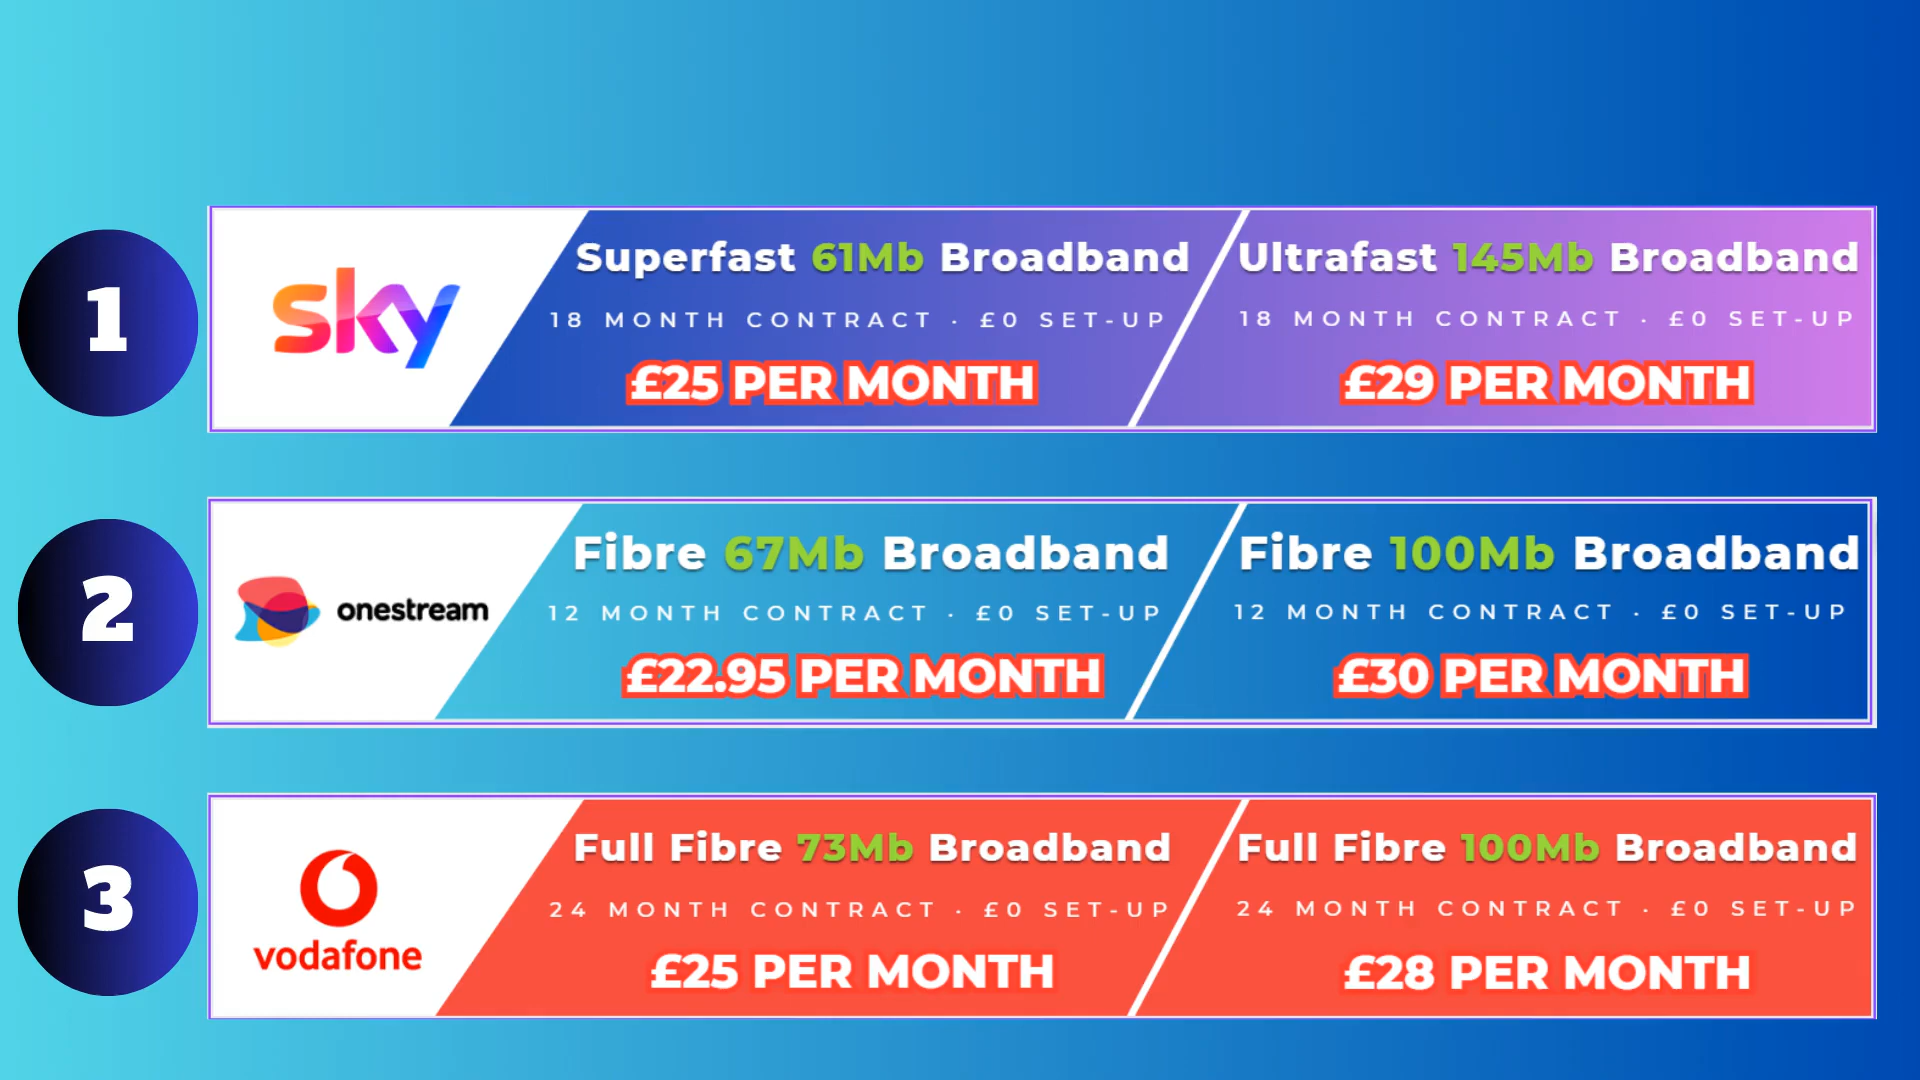 1
sky
Superfast 61Mb Broadband
18 MONTH CONTRACT · £0 SET-UP
£25 PER MONTH
Ultrafast 145Mb Broadband
18 MONTH CONTRACT · £0 SET-UP
£29 PER MONTH
2
onestream
Fibre 67Mb Broadband
12 MONTH CONTRACT · £0 SET-UP
£22.95 PER MONTH
Fibre 100Mb Broadband
12 MONTH CONTRACT · £0 SET-UP
£30 PER MONTH
3
vodafone
Full Fibre 73Mb Broadband
24 MONTH CONTRACT · £0 SET-UP
£25 PER MONTH
Full Fibre 100Mb Broadband
24 MONTH CONTRACT · £0 SET-UP
£28 PER MONTH